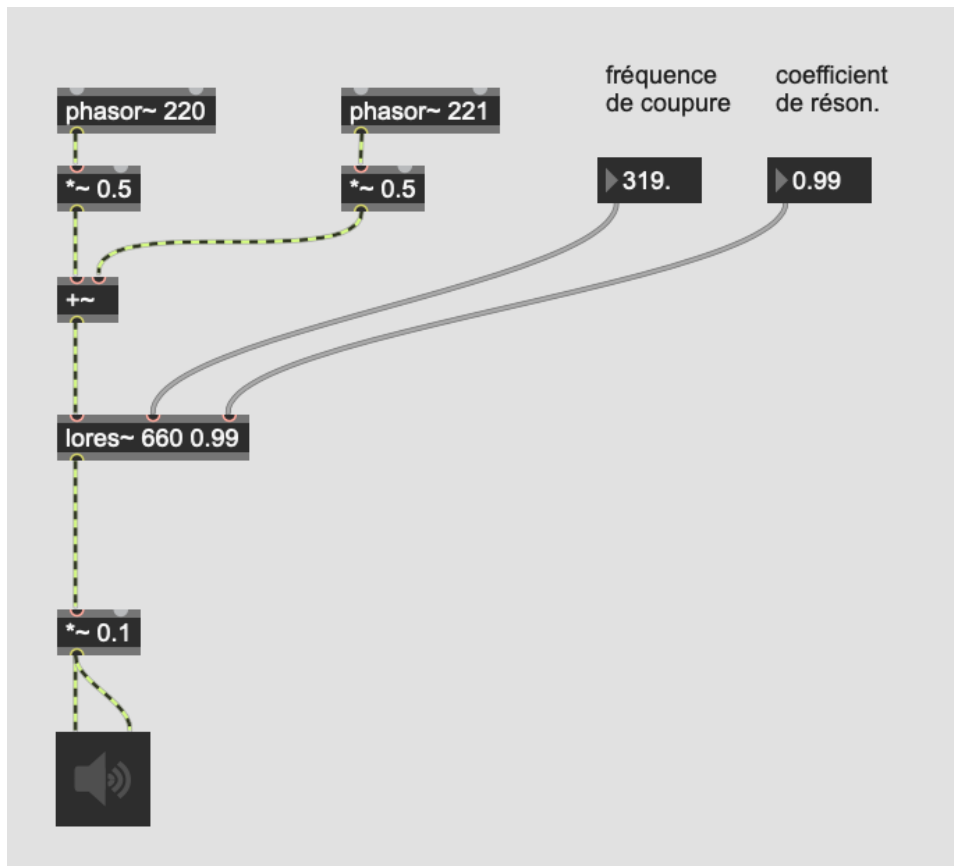 fréquence
de coupure
coefficient
de réson.
phasor~ 220
phasor~ 221
*~ 0.5
*~ 0.5
319.
0.99
+~
lores~ 660 0.99
*~ 0.1